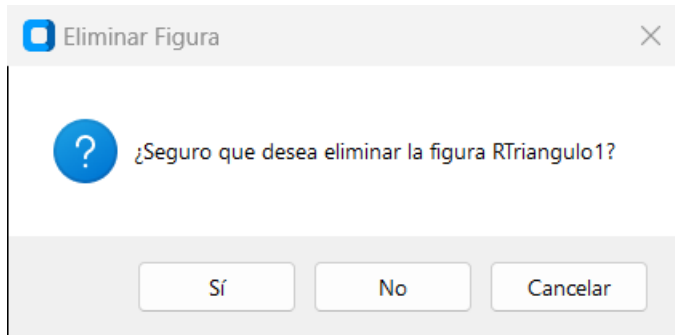 Eliminar Figura
?
¿Seguro que desea eliminar la figura RTriangulo1?
Sí
No
Cancelar